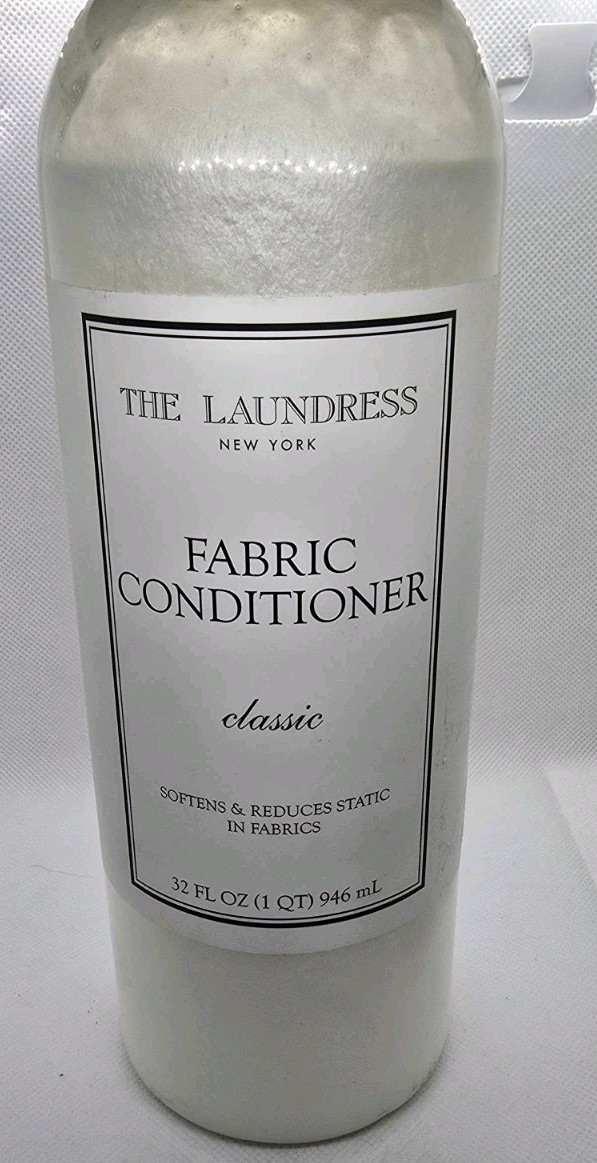 THE LAUNDRESS
NEW YORK
FABRIC
CONDITIONER
classic
SOFTENS & REDUCES STATIC
IN FABRICS
32 FL OZ (1 QT) 946 mL